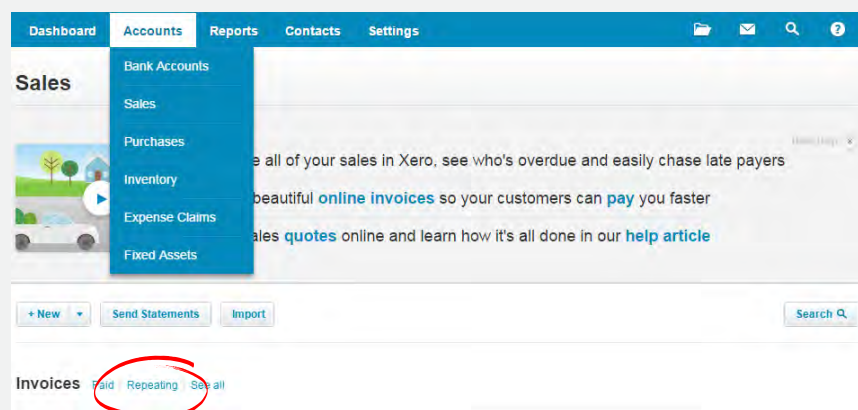 Dashboard Accounts Reports Contacts Settings
Bank Accounts
Sales
Sales
Purchases
e all of your sales in Xero, see who's overdue and easily chase late payers
Inventory
beautiful online invoices so your customers can pay you faster
Expense Claims
ales quotes online and learn how it's all done in our help article
Fixed Assets
+ New Send Statements Import Search
Invoices Paid Repeating See all